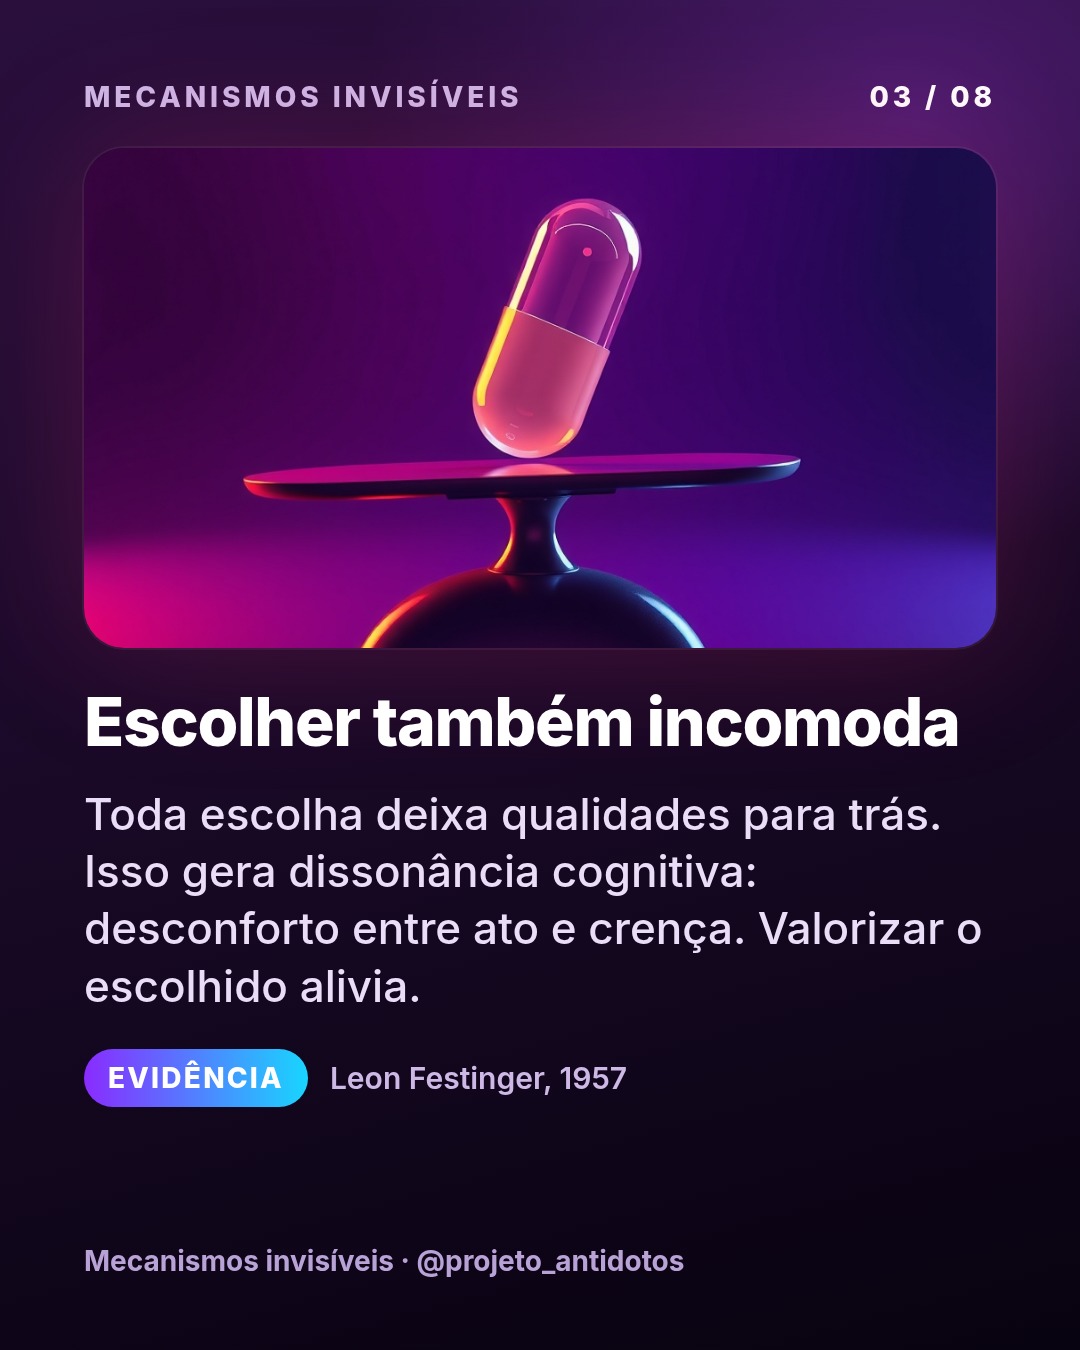 MECANISMOS INVISÍVEIS
03 / 08
Escolher também incomoda
Toda escolha deixa qualidades para trás.
Isso gera dissonância cognitiva:
desconforto entre ato e crença. Valorizar o
escolhido alivia.
EVIDÊNCIA
Leon Festinger, 1957
Mecanismos invisíveis · @projeto_antidotos